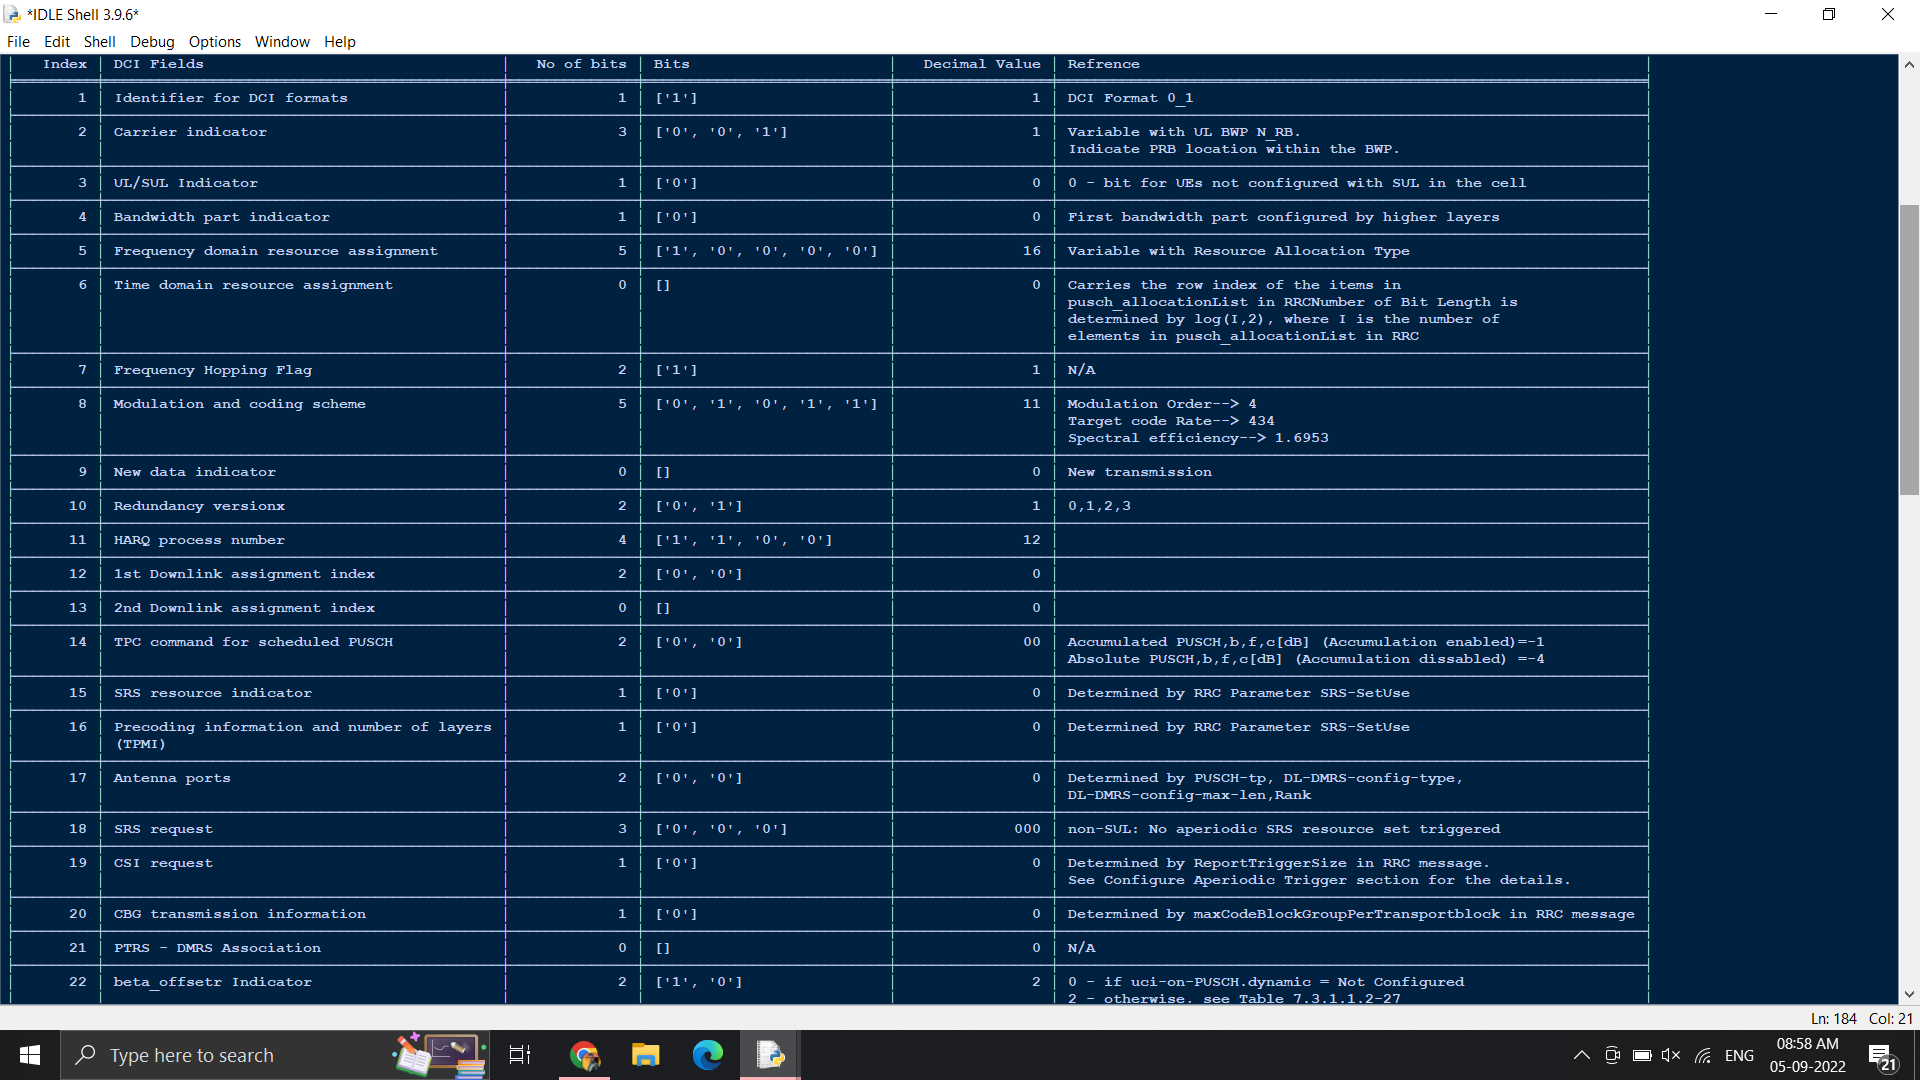 *IDLE Shell 3.9.6*
File Edit Shell Debug Options Window Help
Index DCI Fields No of bits Bits Decimal Value Refrence
1 Identifier for DCI formats 1 ['1'] 1 DCI Format 0_1
2 Carrier indicator 3 ['0', '0', '1'] 1 Variable with UL BWP N_RB.
Indicate PRB location within the BWP.
3 UL/SUL Indicator 1 ['0'] 0 0 - bit for UEs not configured with SUL in the cell
4 Bandwidth part indicator 1 ['0'] 0 First bandwidth part configured by higher layers
5 Frequency domain resource assignment 5 ['1', '0', '0', '0', '0'] 16 Variable with Resource Allocation Type
6 Time domain resource assignment 0 [] 0 Carries the row index of the items in
pusch_allocationList in RRCNumber of Bit Length is
determined by log(I,2), where I is the number of
elements in pusch_allocationList in RRC
7 Frequency Hopping Flag 2 ['1'] 1 N/A
8 Modulation and coding scheme 5 ['0', '1', '0', '1', '1'] 11 Modulation Order--> 4
Target code Rate--> 434
Spectral efficiency--> 1.6953
9 New data indicator 0 [] 0 New transmission
10 Redundancy versionx 2 ['0', '1'] 1 0,1,2,3
11 HARQ process number 4 ['1', '1', '0', '0'] 12
12 1st Downlink assignment index 2 ['0', '0'] 0
13 2nd Downlink assignment index 0 [] 0
14 TPC command for scheduled PUSCH 2 ['0', '0'] 00 Accumulated PUSCH,b,f,c[dB] (Accumulation enabled)=-1
Absolute PUSCH,b,f,c[dB] (Accumulation dissabled) =-4
15 SRS resource indicator 1 ['0'] 0 Determined by RRC Parameter SRS-SetUse
16 Precoding information and number of layers 1 ['0'] 0 Determined by RRC Parameter SRS-SetUse
(TPMI)
17 Antenna ports 2 ['0', '0'] 0 Determined by PUSCH-tp, DL-DMRS-config-type,
DL-DMRS-config-max-len,Rank
18 SRS request 3 ['0', '0', '0'] 000 non-SUL: No aperiodic SRS resource set triggered
19 CSI request 1 ['0'] 0 Determined by ReportTriggerSize in RRC message.
See Configure Aperiodic Trigger section for the details.
20 CBG transmission information 1 ['0'] 0 Determined by maxCodeBlockGroupPerTransportblock in RRC message
21 PTRS - DMRS Association 0 [] 0 N/A
22 beta_offsetr Indicator 2 ['1', '0'] 2 0 - if uci-on-PUSCH.dynamic = Not Configured
2 - otherwise, see Table 7.3.1.1.2-27
Ln: 184 Col: 21
Type here to search
ENG
08:58 AM
05-09-2022
21